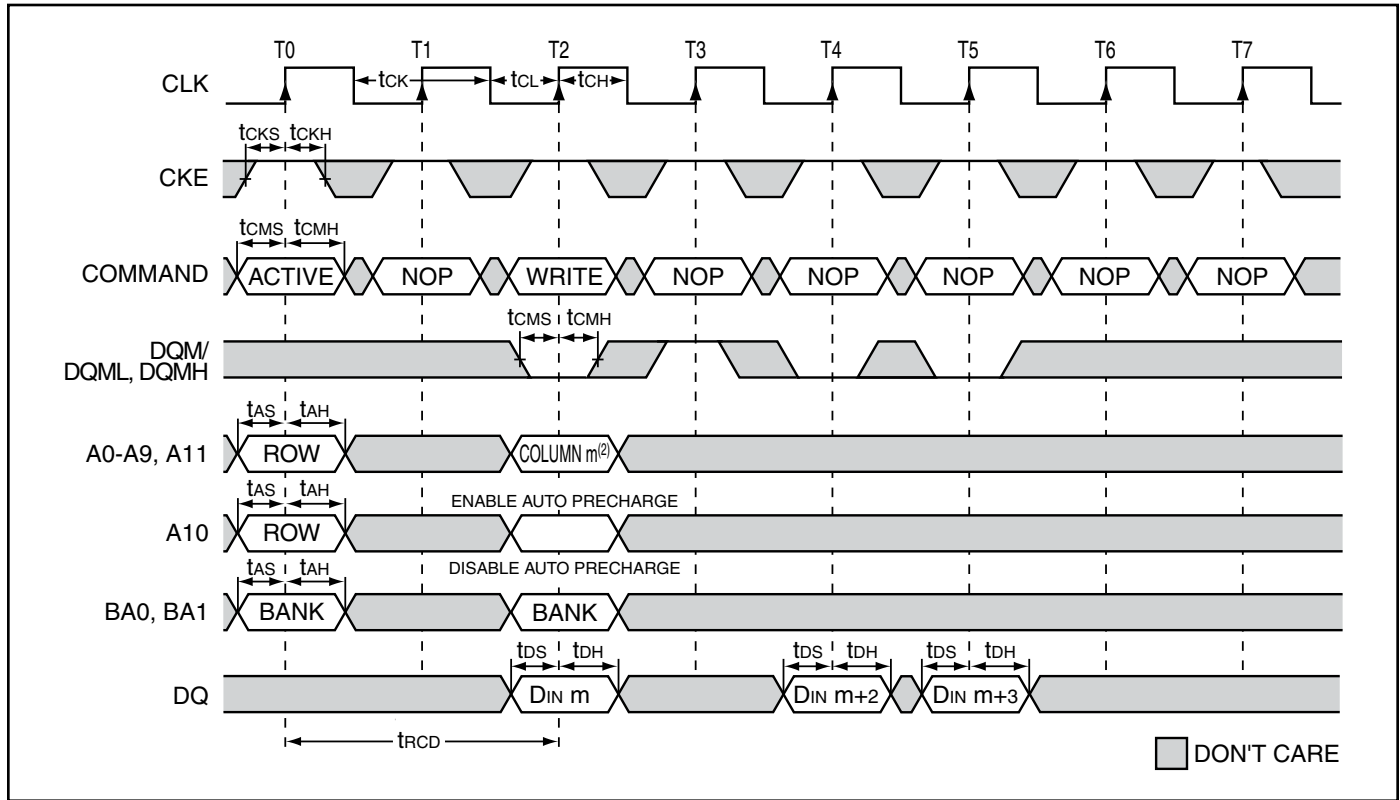 T0 T1 T2 T3 T4 T5 T6 T7
CLK tCK tCL tCH
tCKS tCKH
CKE
tCMS tCMH
COMMAND ACTIVE NOP WRITE NOP NOP NOP NOP NOP
tCMS tCMH
DQM/
DQML, DQMH
tAS tAH
A0-A9, A11 ROW COLUMN m(2)
tAS tAH ENABLE AUTO PRECHARGE
A10 ROW
tAS tAH DISABLE AUTO PRECHARGE
BA0, BA1 BANK BANK
tDS tDH tDS tDH tDS tDH
DQ DIN m DIN m+2 DIN m+3
tRCD
DON'T CARE